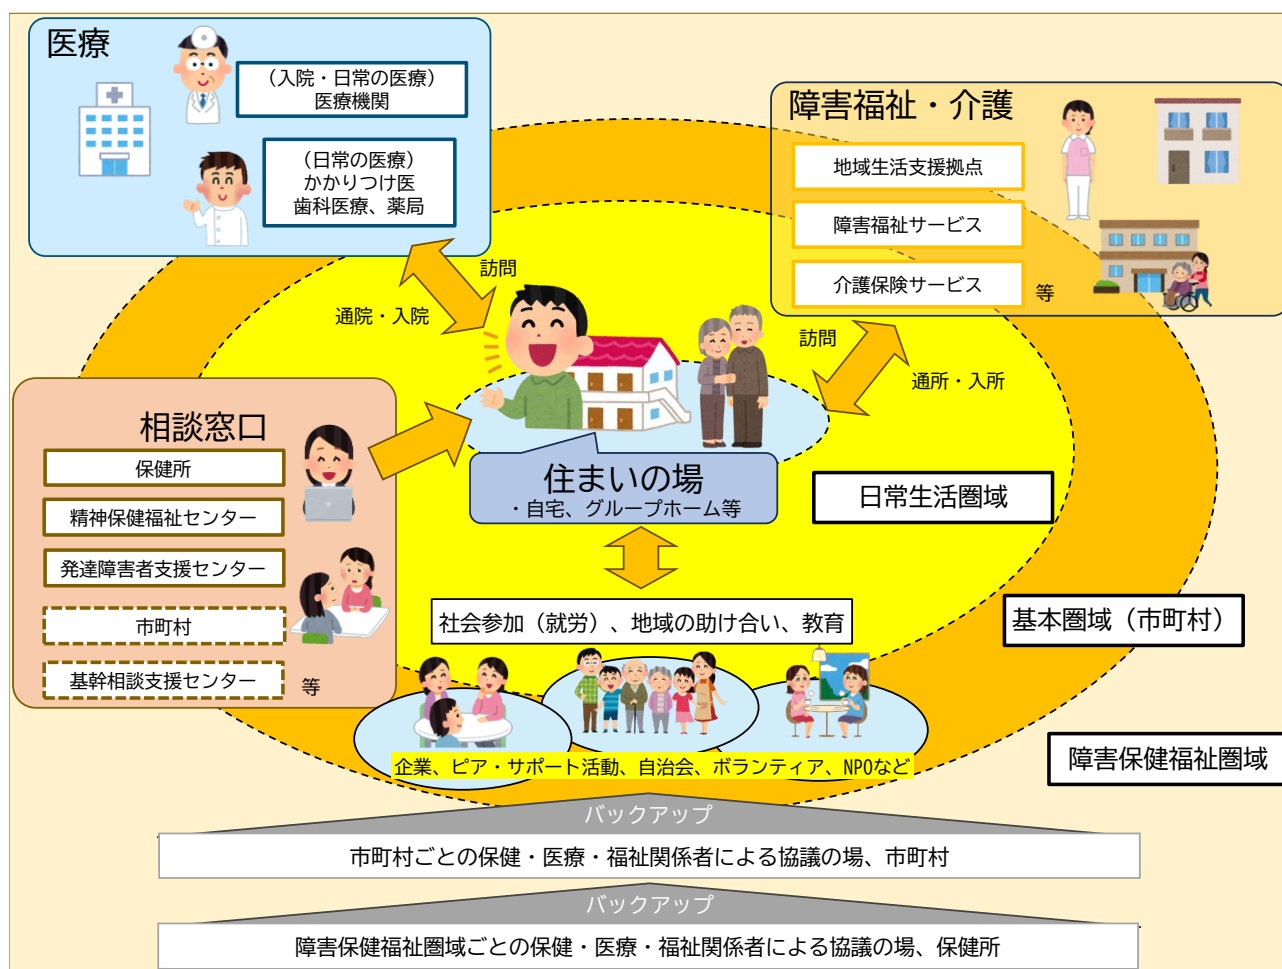 医療
(入院・日常の医療)
医療機関
(日常の医療)
かかりつけ医
歯科医療、薬局
障害福祉・介護
地域生活支援拠点
障害福祉サービス
介護保険サービス
等
訪問
通院・入院
訪問
通所・入所
相談窓口
保健所
精神保健福祉センター
発達障害者支援センター
市町村
基幹相談支援センター
等
住まいの場
・自宅、グループホーム等
日常生活圏域
基本圏域（市町村）
障害保健福祉圏域
社会参加（就労）、地域の助け合い、教育
企業、ピア・サポート活動、自治会、ボランティア、NPOなど
バックアップ
市町村ごとの保健・医療・福祉関係者による協議の場、市町村
バックアップ
障害保健福祉圏域ごとの保健・医療・福祉関係者による協議の場、保健所